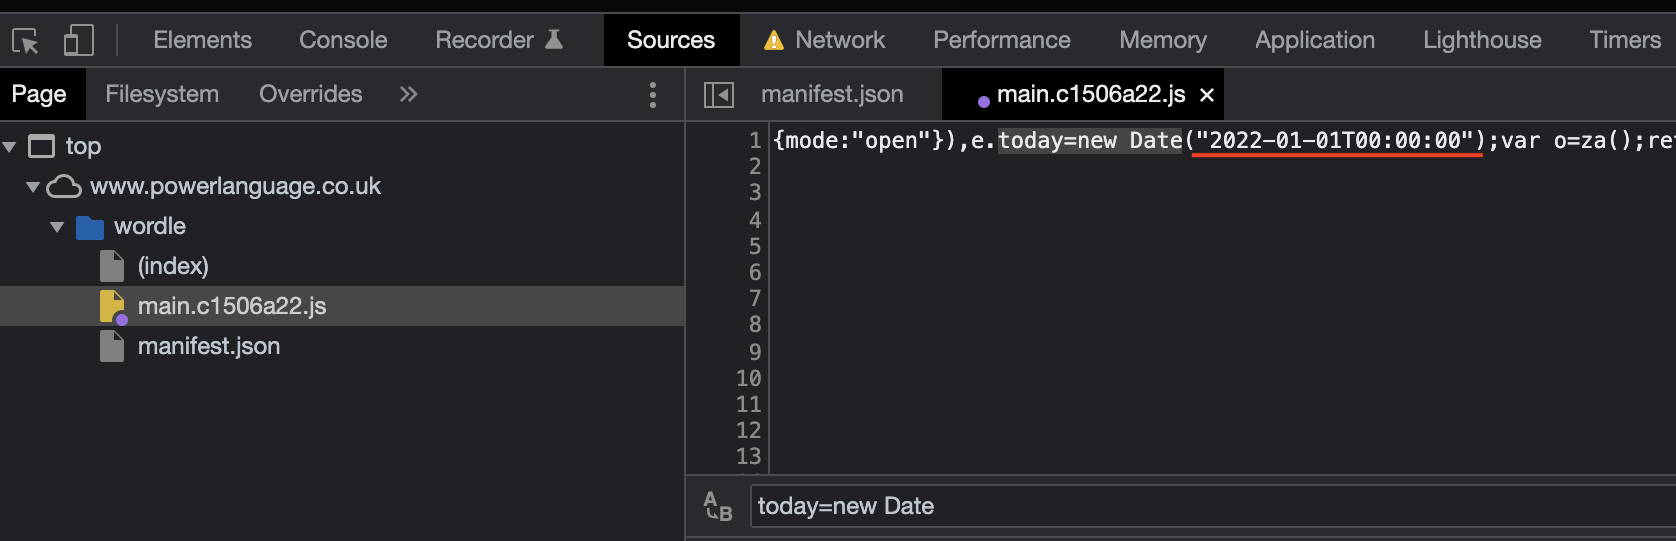 Elements Console Recorder Sources Network Performance Memory Application Lighthouse Timers
Page Filesystem Overrides » manifest.json main.c1506a22.js ×
top
www.powerlanguage.co.uk
wordle
(index)
main.c1506a22.js
manifest.json
1 {mode:"open"}),e.today=new Date("2022-01-01T00:00:00");var o=za();ret
2
3
4
5
6
7
8
9
10
11
12
13
A B today=new Date